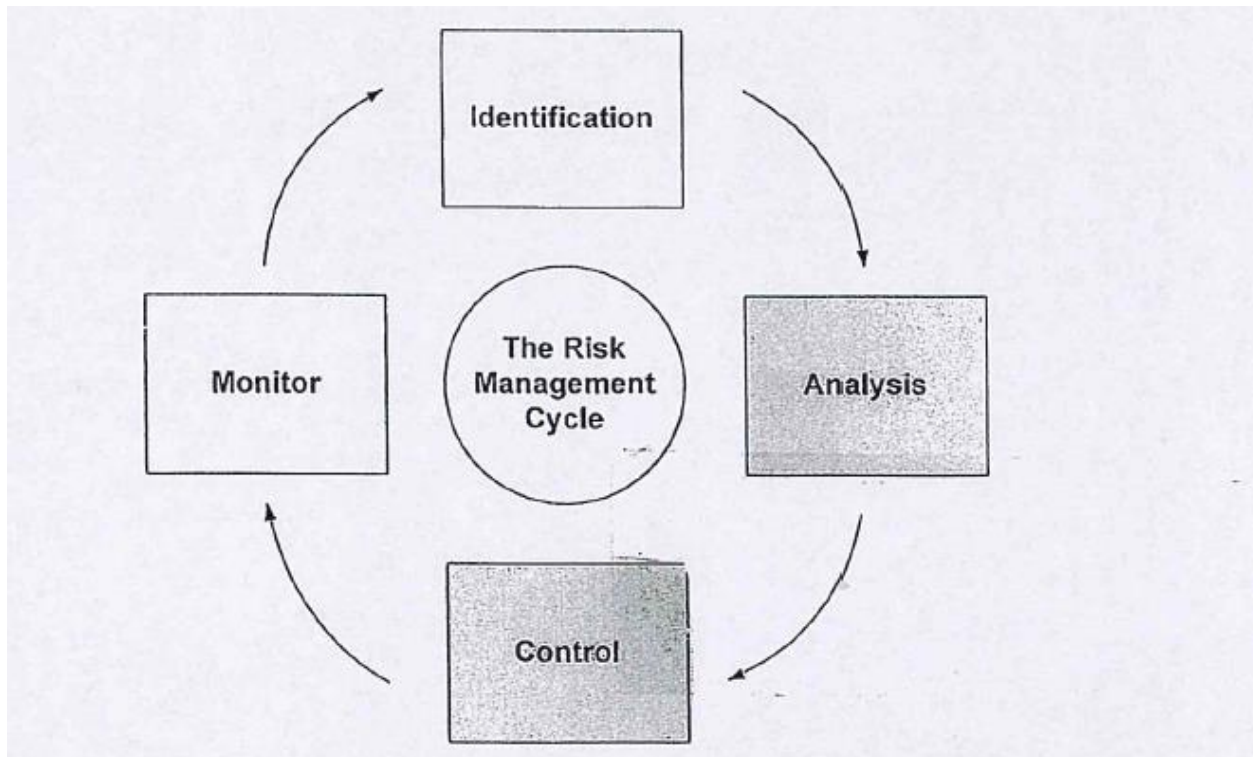 Identification
The Risk
Management
Cycle
Monitor
Analysis
Control